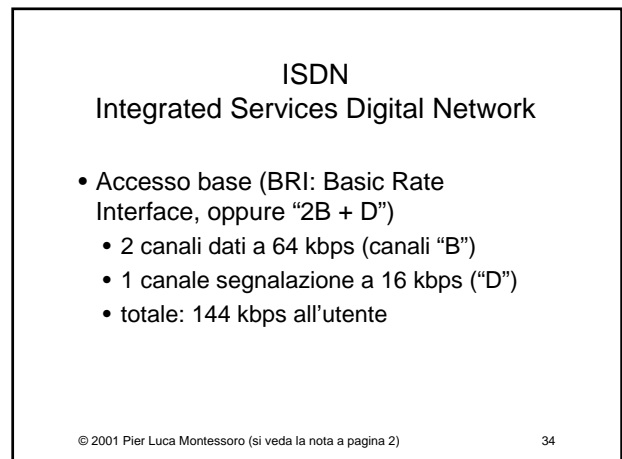 ISDN
Integrated Services Digital Network
• Accesso base (BRI: Basic Rate
Interface, oppure “2B + D”)
• 2 canali dati a 64 kbps (canali “B”)
• 1 canale segnalazione a 16 kbps (“D”)
• totale: 144 kbps all’utente
© 2001 Pier Luca Montessoro (si veda la nota a pagina 2) 34